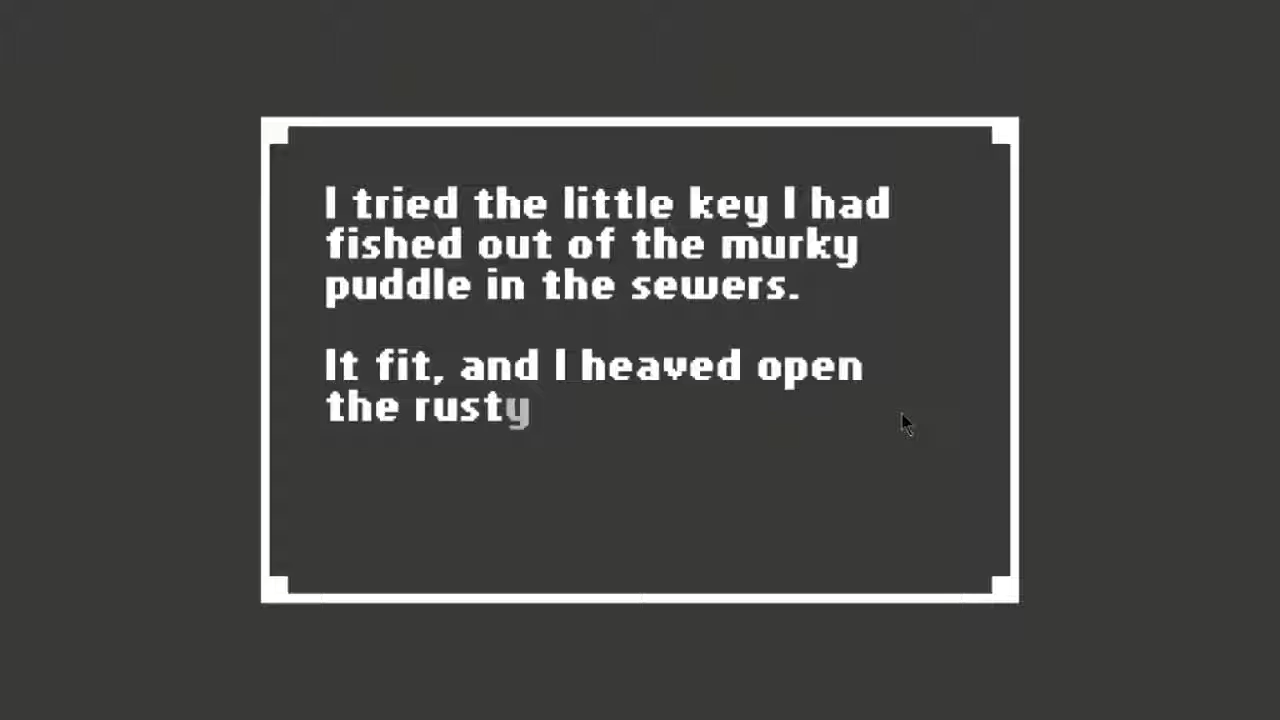 I tried the little key I had
fished out of the murky
puddle in the sewers.
It fit, and I heaved open
the rusty